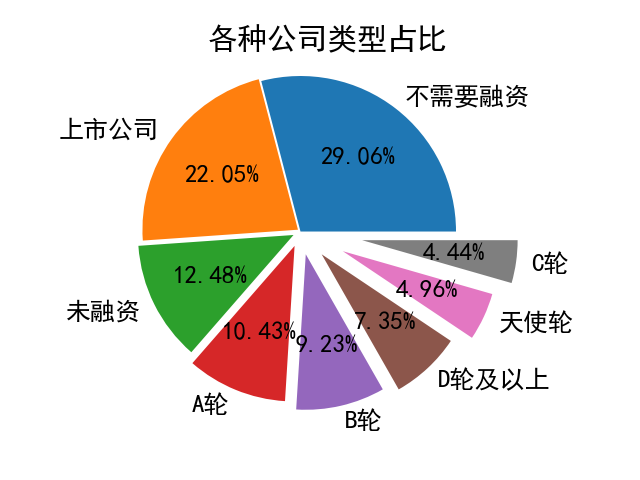 各种公司类型占比
不需要融资
29.06%
上市公司
22.05%
未融资
12.48%
A轮
10.43%
B轮
9.23%
D轮及以上
7.35%
天使轮
4.96%
C轮
4.44%